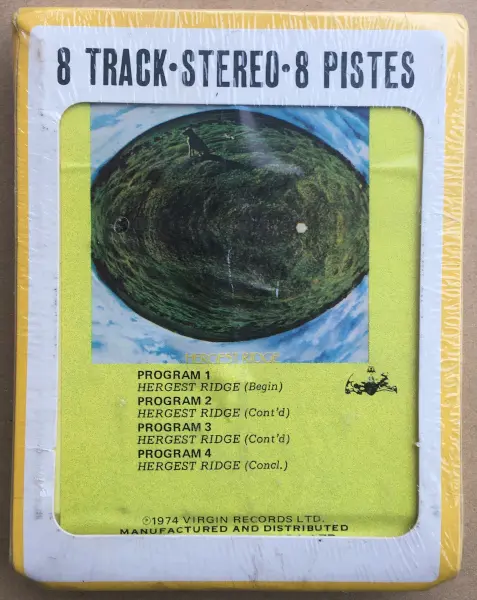 8 TRACK·STEREO·8 PISTES
HERGEST RIDGE
PROGRAM 1
HERGEST RIDGE (Begin)
PROGRAM 2
HERGEST RIDGE (Cont'd)
PROGRAM 3
HERGEST RIDGE (Cont'd)
PROGRAM 4
HERGEST RIDGE (Concl.)
℗1974 VIRGIN RECORDS LTD.
MANUFACTURED AND DISTRIBUTED